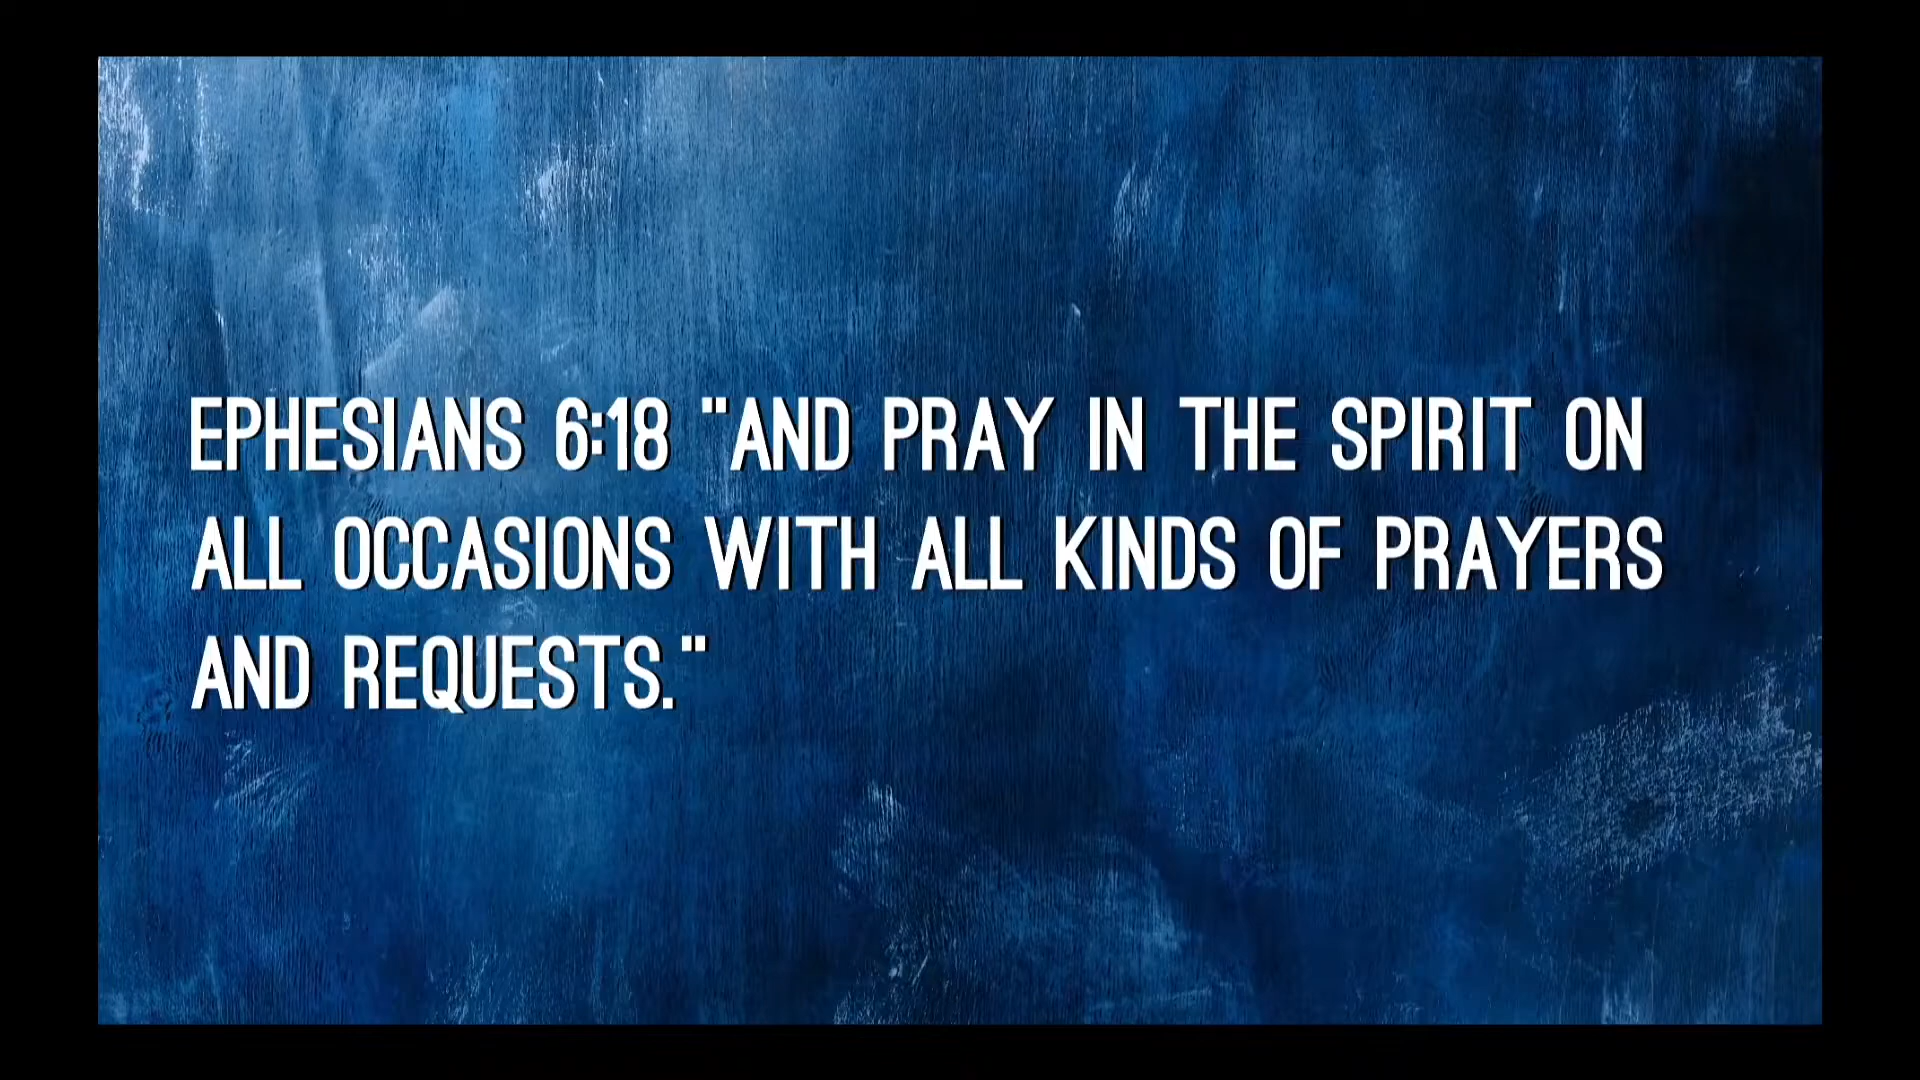 EPHESIANS 6:18 "AND PRAY IN THE SPIRIT ON
ALL OCCASIONS WITH ALL KINDS OF PRAYERS
AND REQUESTS."